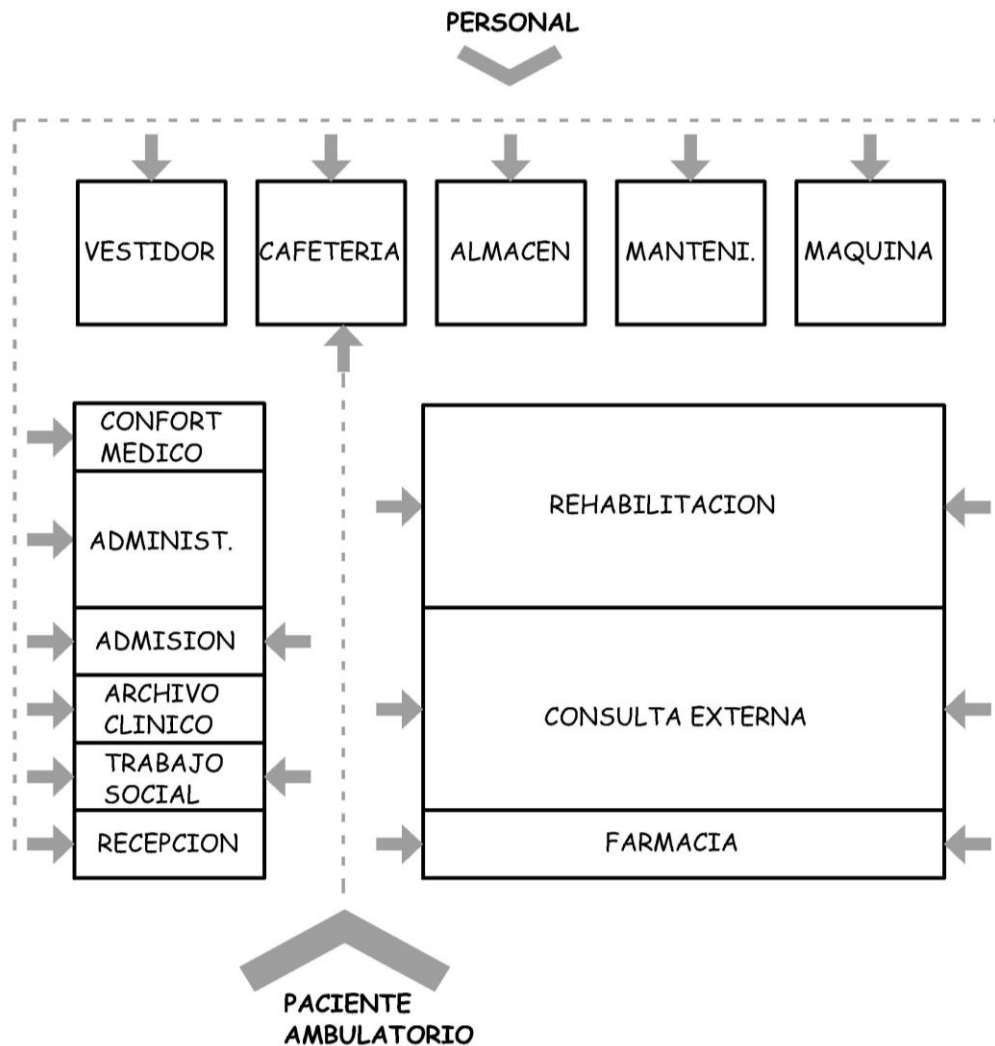 PERSONAL
VESTIDOR
CAFETERIA
ALMACEN
MANTENI.
MAQUINA
CONFORT
MEDICO
ADMINIST.
ADMISION
ARCHIVO
CLINICO
TRABAJO
SOCIAL
RECEPCION
REHABILITACION
CONSULTA EXTERNA
FARMACIA
PACIENTE
AMBULATORIO